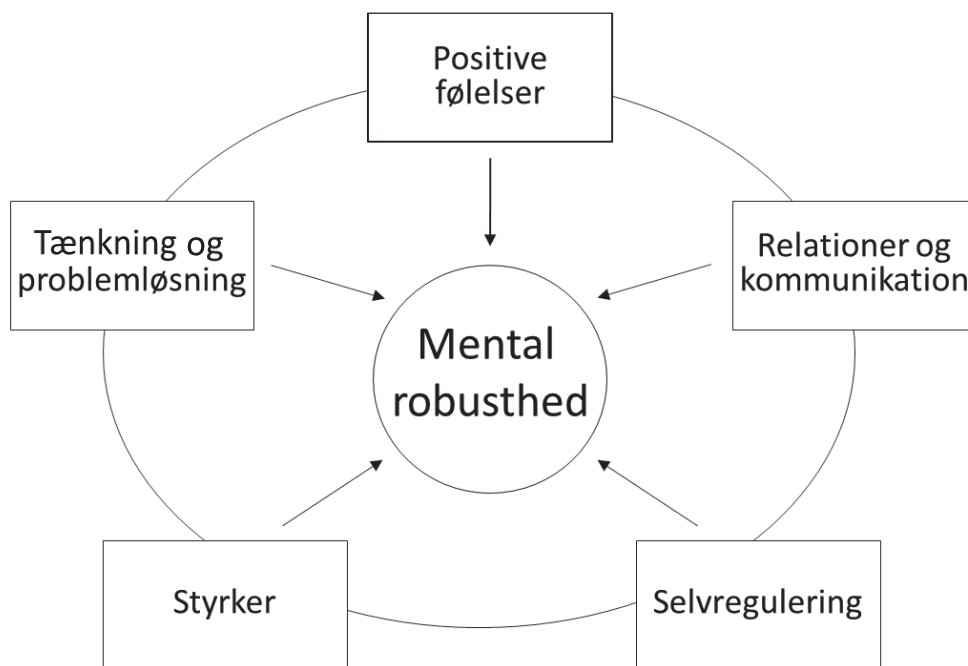 Positive
følelser
Tænkning og
problemløsning
Relationer og
kommunikation
Mental
robusthed
Styrker
Selvregulering